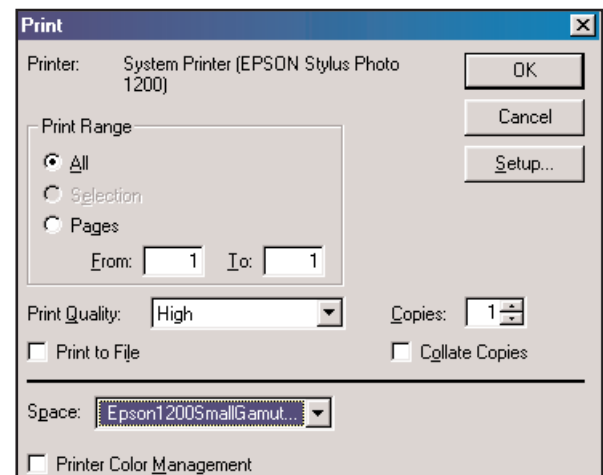 Print
Printer: System Printer (EPSON Stylus Photo
1200)
OK
Cancel
Setup...
Print Range
All
Selection
Pages
From: 1 To: 1
Print Quality: High
Copies: 1
Print to File
Collate Copies
Space: Epson1200SmallGamut...
Printer Color Management